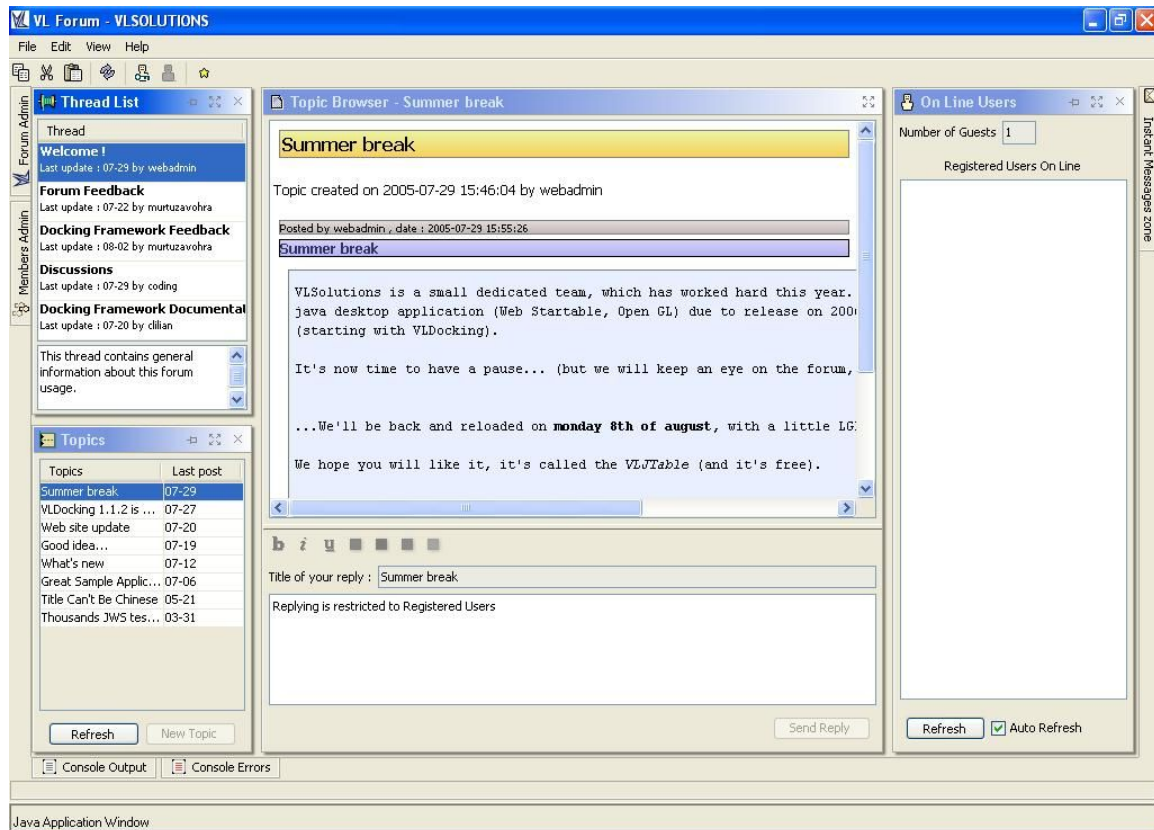 VL Forum - VLSOLUTIONS
File Edit View Help
Forum Admin
Members Admin
Thread List
Thread
Welcome !
Last update : 07-29 by webadmin
Forum Feedback
Last update : 07-22 by murtuzavohra
Docking Framework Feedback
Last update : 08-02 by murtuzavohra
Discussions
Last update : 07-29 by coding
Docking Framework Documentat
Last update : 07-20 by clilian
This thread contains general
information about this forum
usage.
Topics
Topics Last post
Summer break 07-29
VLDocking 1.1.2 is ... 07-27
Web site update 07-20
Good idea... 07-19
What's new 07-12
Great Sample Applic... 07-06
Title Can't Be Chinese 05-21
Thousands JWS tes... 03-31
Refresh New Topic
Topic Browser - Summer break
Summer break
Topic created on 2005-07-29 15:46:04 by webadmin
Posted by webadmin , date : 2005-07-29 15:55:26
Summer break
VLSolutions is a small dedicated team, which has worked hard this year.
java desktop application (Web Startable, Open GL) due to release on 200
(starting with VLDocking).
It's now time to have a pause... (but we will keep an eye on the forum,
...We'll be back and reloaded on monday 8th of august, with a little LG
We hope you will like it, it's called the VLJTable (and it's free).
b i u
Title of your reply : Summer break
Replying is restricted to Registered Users
Send Reply
On Line Users
Number of Guests 1
Registered Users On Line
Refresh Auto Refresh
Instant Messages zone
Console Output Console Errors
Java Application Window